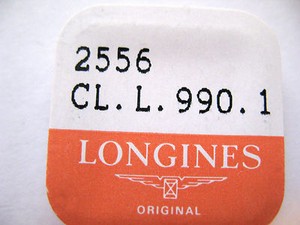 2556
CL. L. 990. 1
LONGINES
ORIGINAL